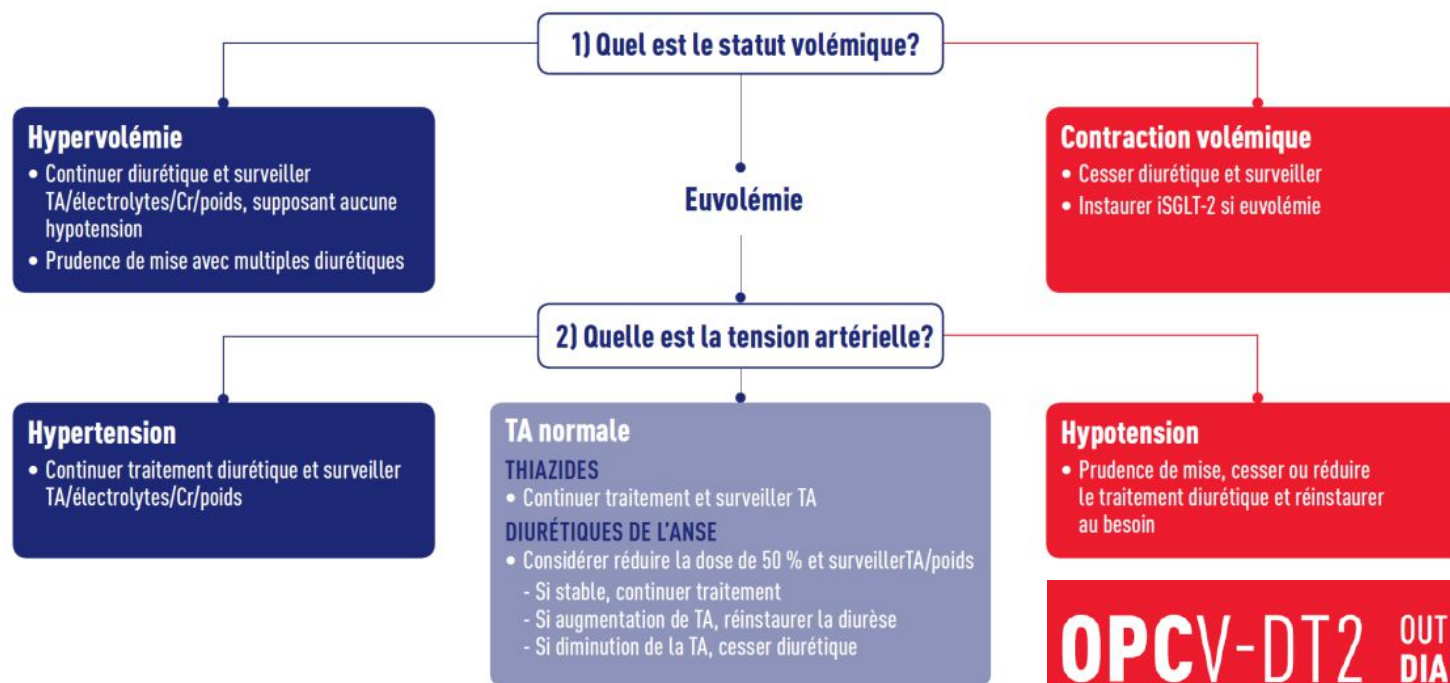 1) Quel est le statut volémique?
Hypervolémie
• Continuer diurétique et surveiller
TA/électrolytes/Cr/poids, supposant aucune
hypotension
• Prudence de mise avec multiples diurétiques
Euvolémie
Contraction volémique
• Cesser diurétique et surveiller
• Instaurer iSGLT-2 si euvolémie
2) Quelle est la tension artérielle?
Hypertension
• Continuer traitement diurétique et surveiller
TA/électrolytes/Cr/poids
TA normale
THIAZIDES
• Continuer traitement et surveiller TA
DIURÉTIQUES DE L'ANSE
• Considérer réduire la dose de 50 % et surveillerTA/poids
- Si stable, continuer traitement
- Si augmentation de TA, réinstaurer la diurèse
- Si diminution de la TA, cesser diurétique
Hypotension
• Prudence de mise, cesser ou réduire
le traitement diurétique et réinstaurer
au besoin
OPCV-DT2
OUT
DIA